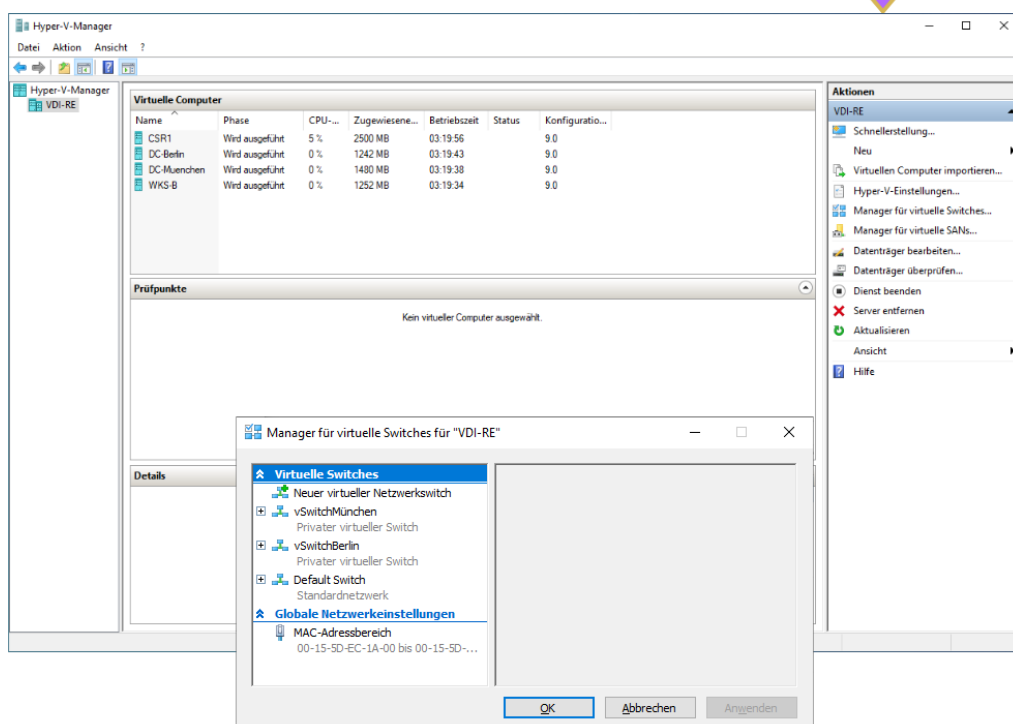 Hyper-V-Manager
Datei Aktion Ansicht ?
Hyper-V-Manager
VDI-RE
Virtuelle Computer
Name Phase CPU-... Zugewiesene... Betriebszeit Status Konfiguratio...
CSR1 Wird ausgeführt 5 % 2500 MB 03:19:56 9.0
DC-Berlin Wird ausgeführt 0 % 1242 MB 03:19:43 9.0
DC-Muenchen Wird ausgeführt 0 % 1480 MB 03:19:38 9.0
WKS-B Wird ausgeführt 0 % 1252 MB 03:19:34 9.0
Prüfpunkte
Kein virtueller Computer ausgewählt.
Details
Aktionen
VDI-RE
Schnellerstellung...
Neu
Virtuellen Computer importieren...
Hyper-V-Einstellungen...
Manager für virtuelle Switches...
Manager für virtuelle SANs...
Datenträger bearbeiten...
Datenträger überprüfen...
Dienst beenden
Server entfernen
Aktualisieren
Ansicht
Hilfe
Manager für virtuelle Switches für "VDI-RE"
Virtuelle Switches
Neuer virtueller Netzwerkswitch
vSwitchMünchen
Privater virtueller Switch
vSwitchBerlin
Privater virtueller Switch
Default Switch
Standardnetzwerk
Globale Netzwerkeinstellungen
MAC-Adressbereich
00-15-5D-EC-1A-00 bis 00-15-5D-...
OK Abbrechen Anwenden